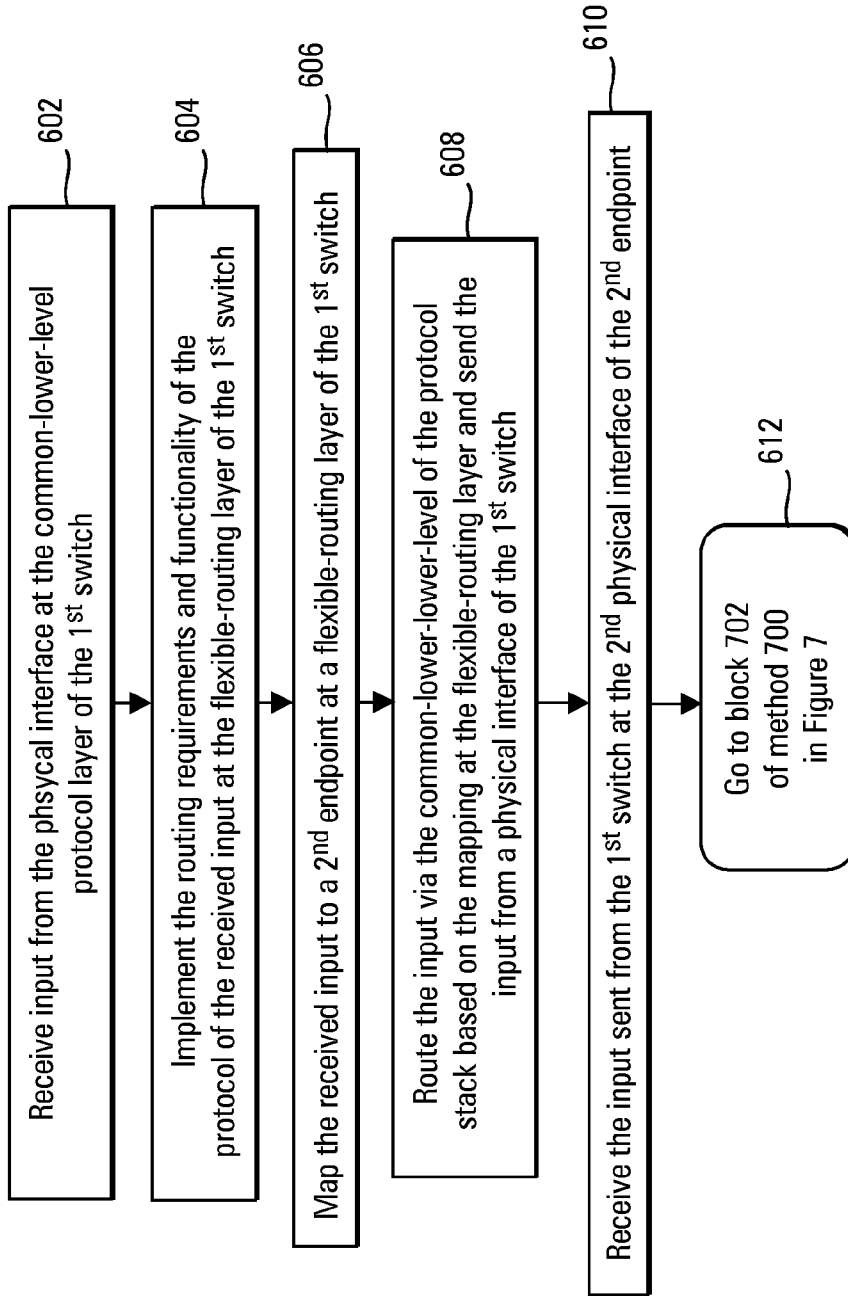 602
Receive input from the phsycal interface at the common-lower-level
protocol layer of the 1st switch
604
Implement the routing requirements and functionality of the
protocol of the received input at the flexible-routing layer of the 1st switch
606
Map the received input to a 2nd endpoint at a flexible-routing layer of the 1st switch
608
Route the input via the common-lower-level of the protocol
stack based on the mapping at the flexible-routing layer and send the
input from a physical interface of the 1st switch
610
Receive the input sent from the 1st switch at the 2nd physical interface of the 2nd endpoint
612
Go to block 702
of method 700
in Figure 7